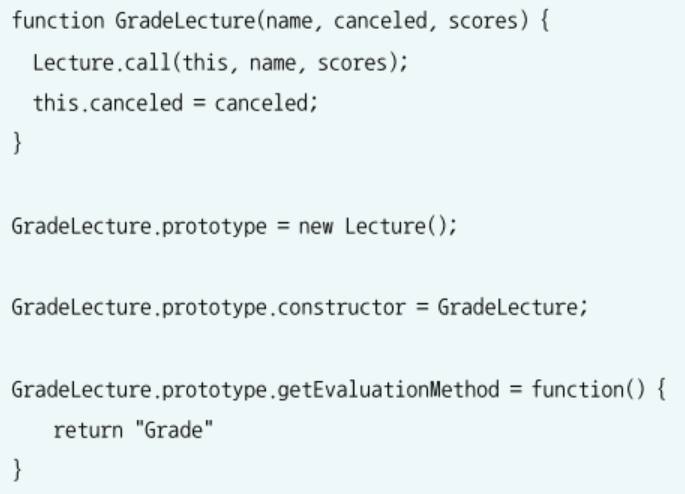 function GradeLecture(name, canceled, scores) {
  Lecture.call(this, name, scores);
  this.canceled = canceled;
}

GradeLecture.prototype = new Lecture();

GradeLecture.prototype.constructor = GradeLecture;

GradeLecture.prototype.getEvaluationMethod = function() {
    return "Grade"
}